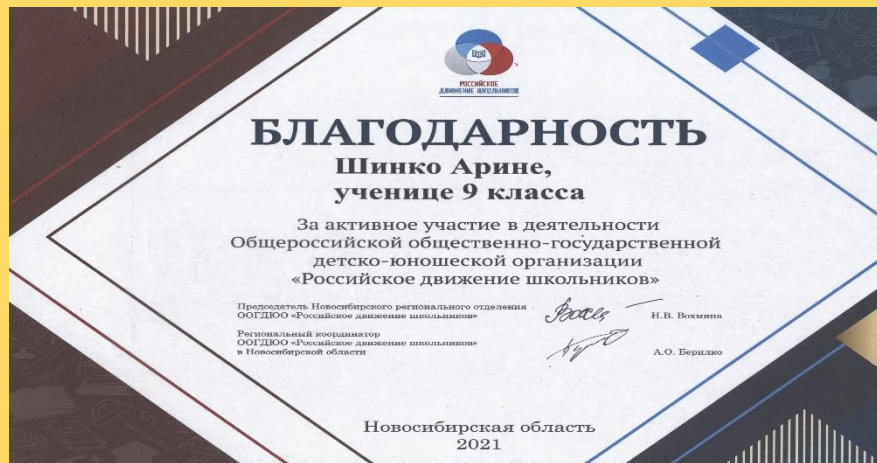 РОССИЙСКОЕ
ДВИЖЕНИЕ ШКОЛЬНИКОВ
БЛАГОДАРНОСТЬ
Шинко Арине,
ученице 9 класса
За активное участие в деятельности
Общероссийской общественно-государственной
детско-юношеской организации
«Российское движение школьников»
Председатель Новосибирского регионального отделения
ООГДЮО «Российское движение школьников»
Н.В. Вохмина
Региональный координатор
ООГДЮО «Российское движение школьников»
в Новосибирской области
А.О. Берилко
Новосибирская область
2021